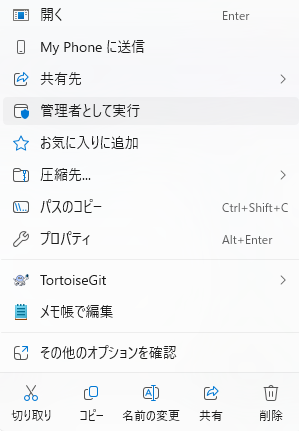 開く Enter
My Phone に送信
共有先
管理者として実行
お気に入りに追加
圧縮先...
パスのコピー Ctrl+Shift+C
プロパティ Alt+Enter
TortoiseGit
メモ帳で編集
その他のオプションを確認
切り取り コピー 名前の変更 共有 削除